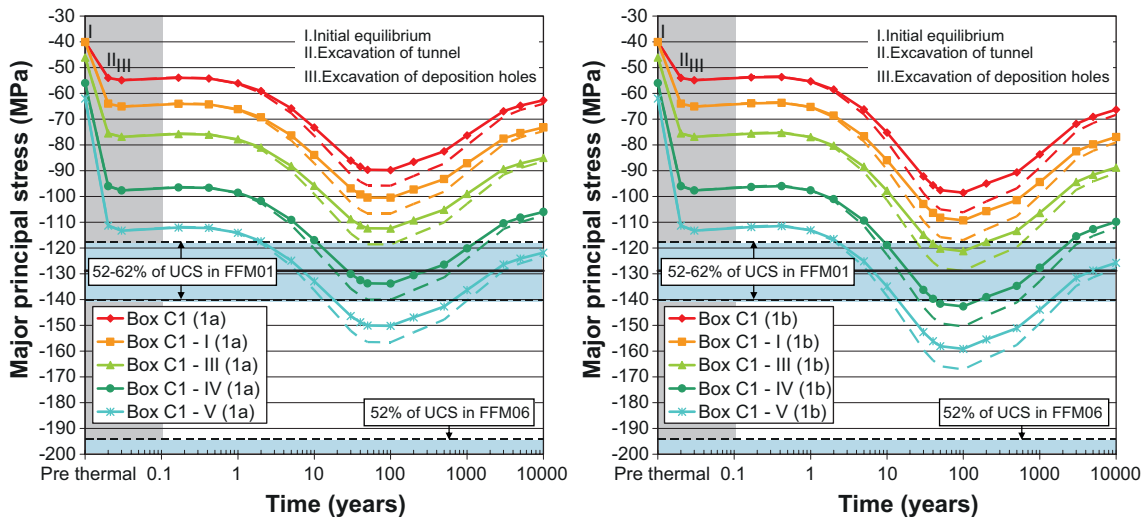 I.Initial equilibrium
II.Excavation of tunnel
III.Excavation of deposition holes
I
II
III
Major principal stress (MPa)
-30
-40
-50
-60
-70
-80
-90
-100
-110
-120
-130
-140
-150
-160
-170
-180
-190
-200
52-62% of UCS in FFM01
Box C1 (1a)
Box C1 - I (1a)
Box C1 - III (1a)
Box C1 - IV (1a)
Box C1 - V (1a)
52% of UCS in FFM06
Pre thermal 0.1 1 10 100 1000 10000
Time (years)
I.Initial equilibrium
II.Excavation of tunnel
III.Excavation of deposition holes
I
II
III
Major principal stress (MPa)
-30
-40
-50
-60
-70
-80
-90
-100
-110
-120
-130
-140
-150
-160
-170
-180
-190
-200
52-62% of UCS in FFM01
Box C1 (1b)
Box C1 - I (1b)
Box C1 - III (1b)
Box C1 - IV (1b)
Box C1 - V (1b)
52% of UCS in FFM06
Pre thermal 0.1 1 10 100 1000 10000
Time (years)